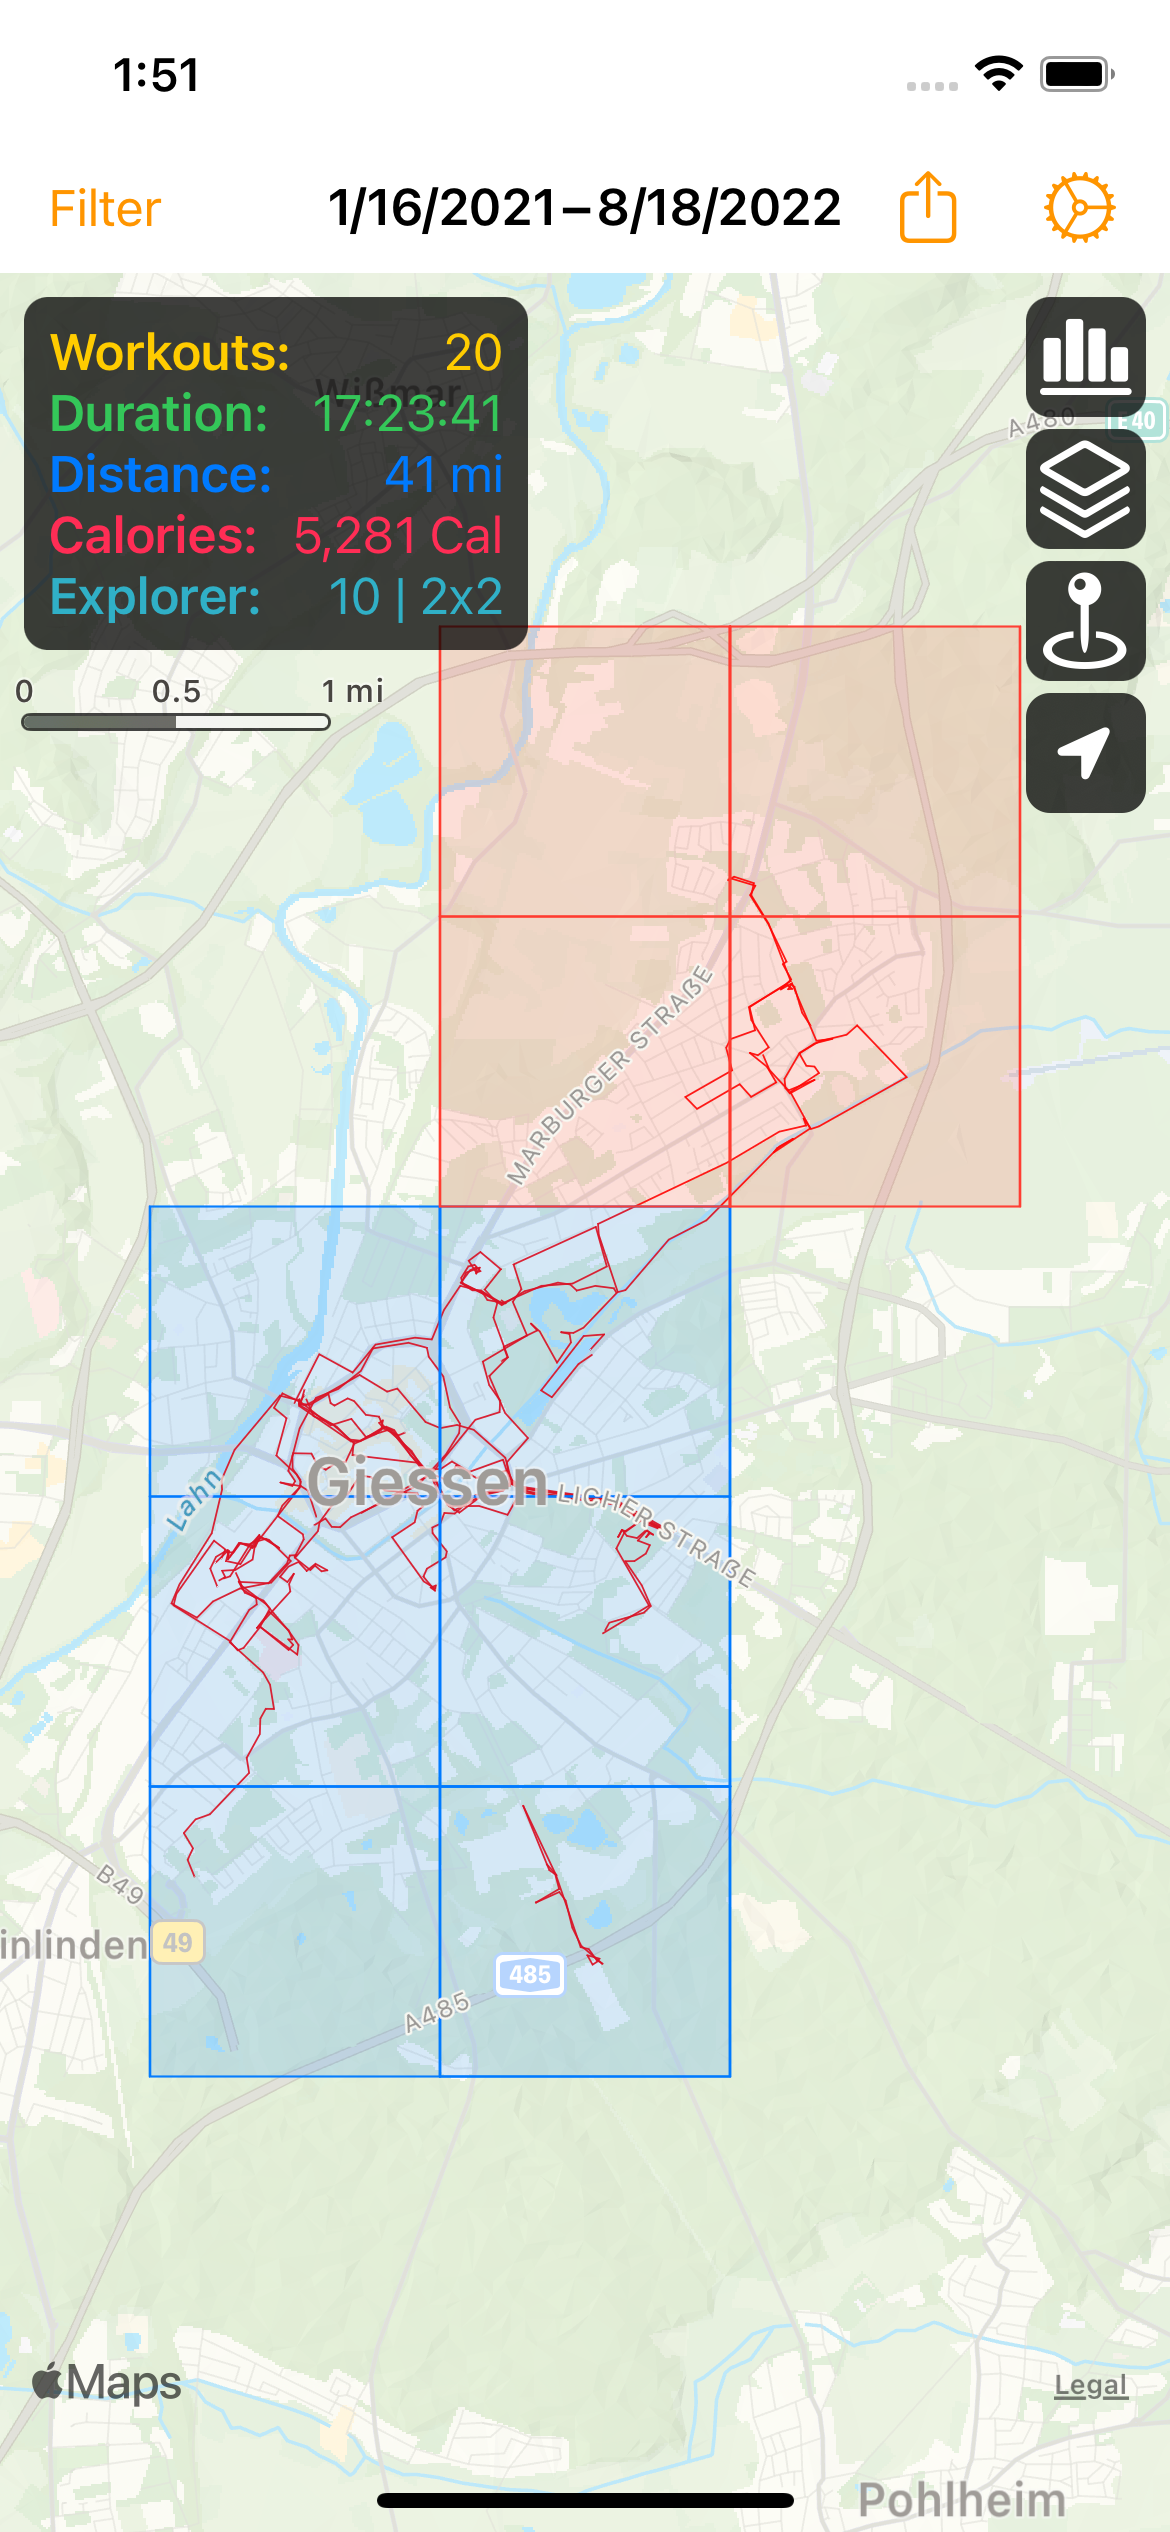 1:51
Filter 1/16/2021–8/18/2022
Workouts: 20
Wißmar
Duration: 17:23:41
Distance: 41 mi
Calories: 5,281 Cal
Explorer: 10 | 2x2
A480
E40
0 0.5 1 mi
MARBURGER STRAẞE
Giessen
Lahn
LICHER STRAẞE
B49
inlinden
49
485
A485
Maps
Legal
Pohlheim